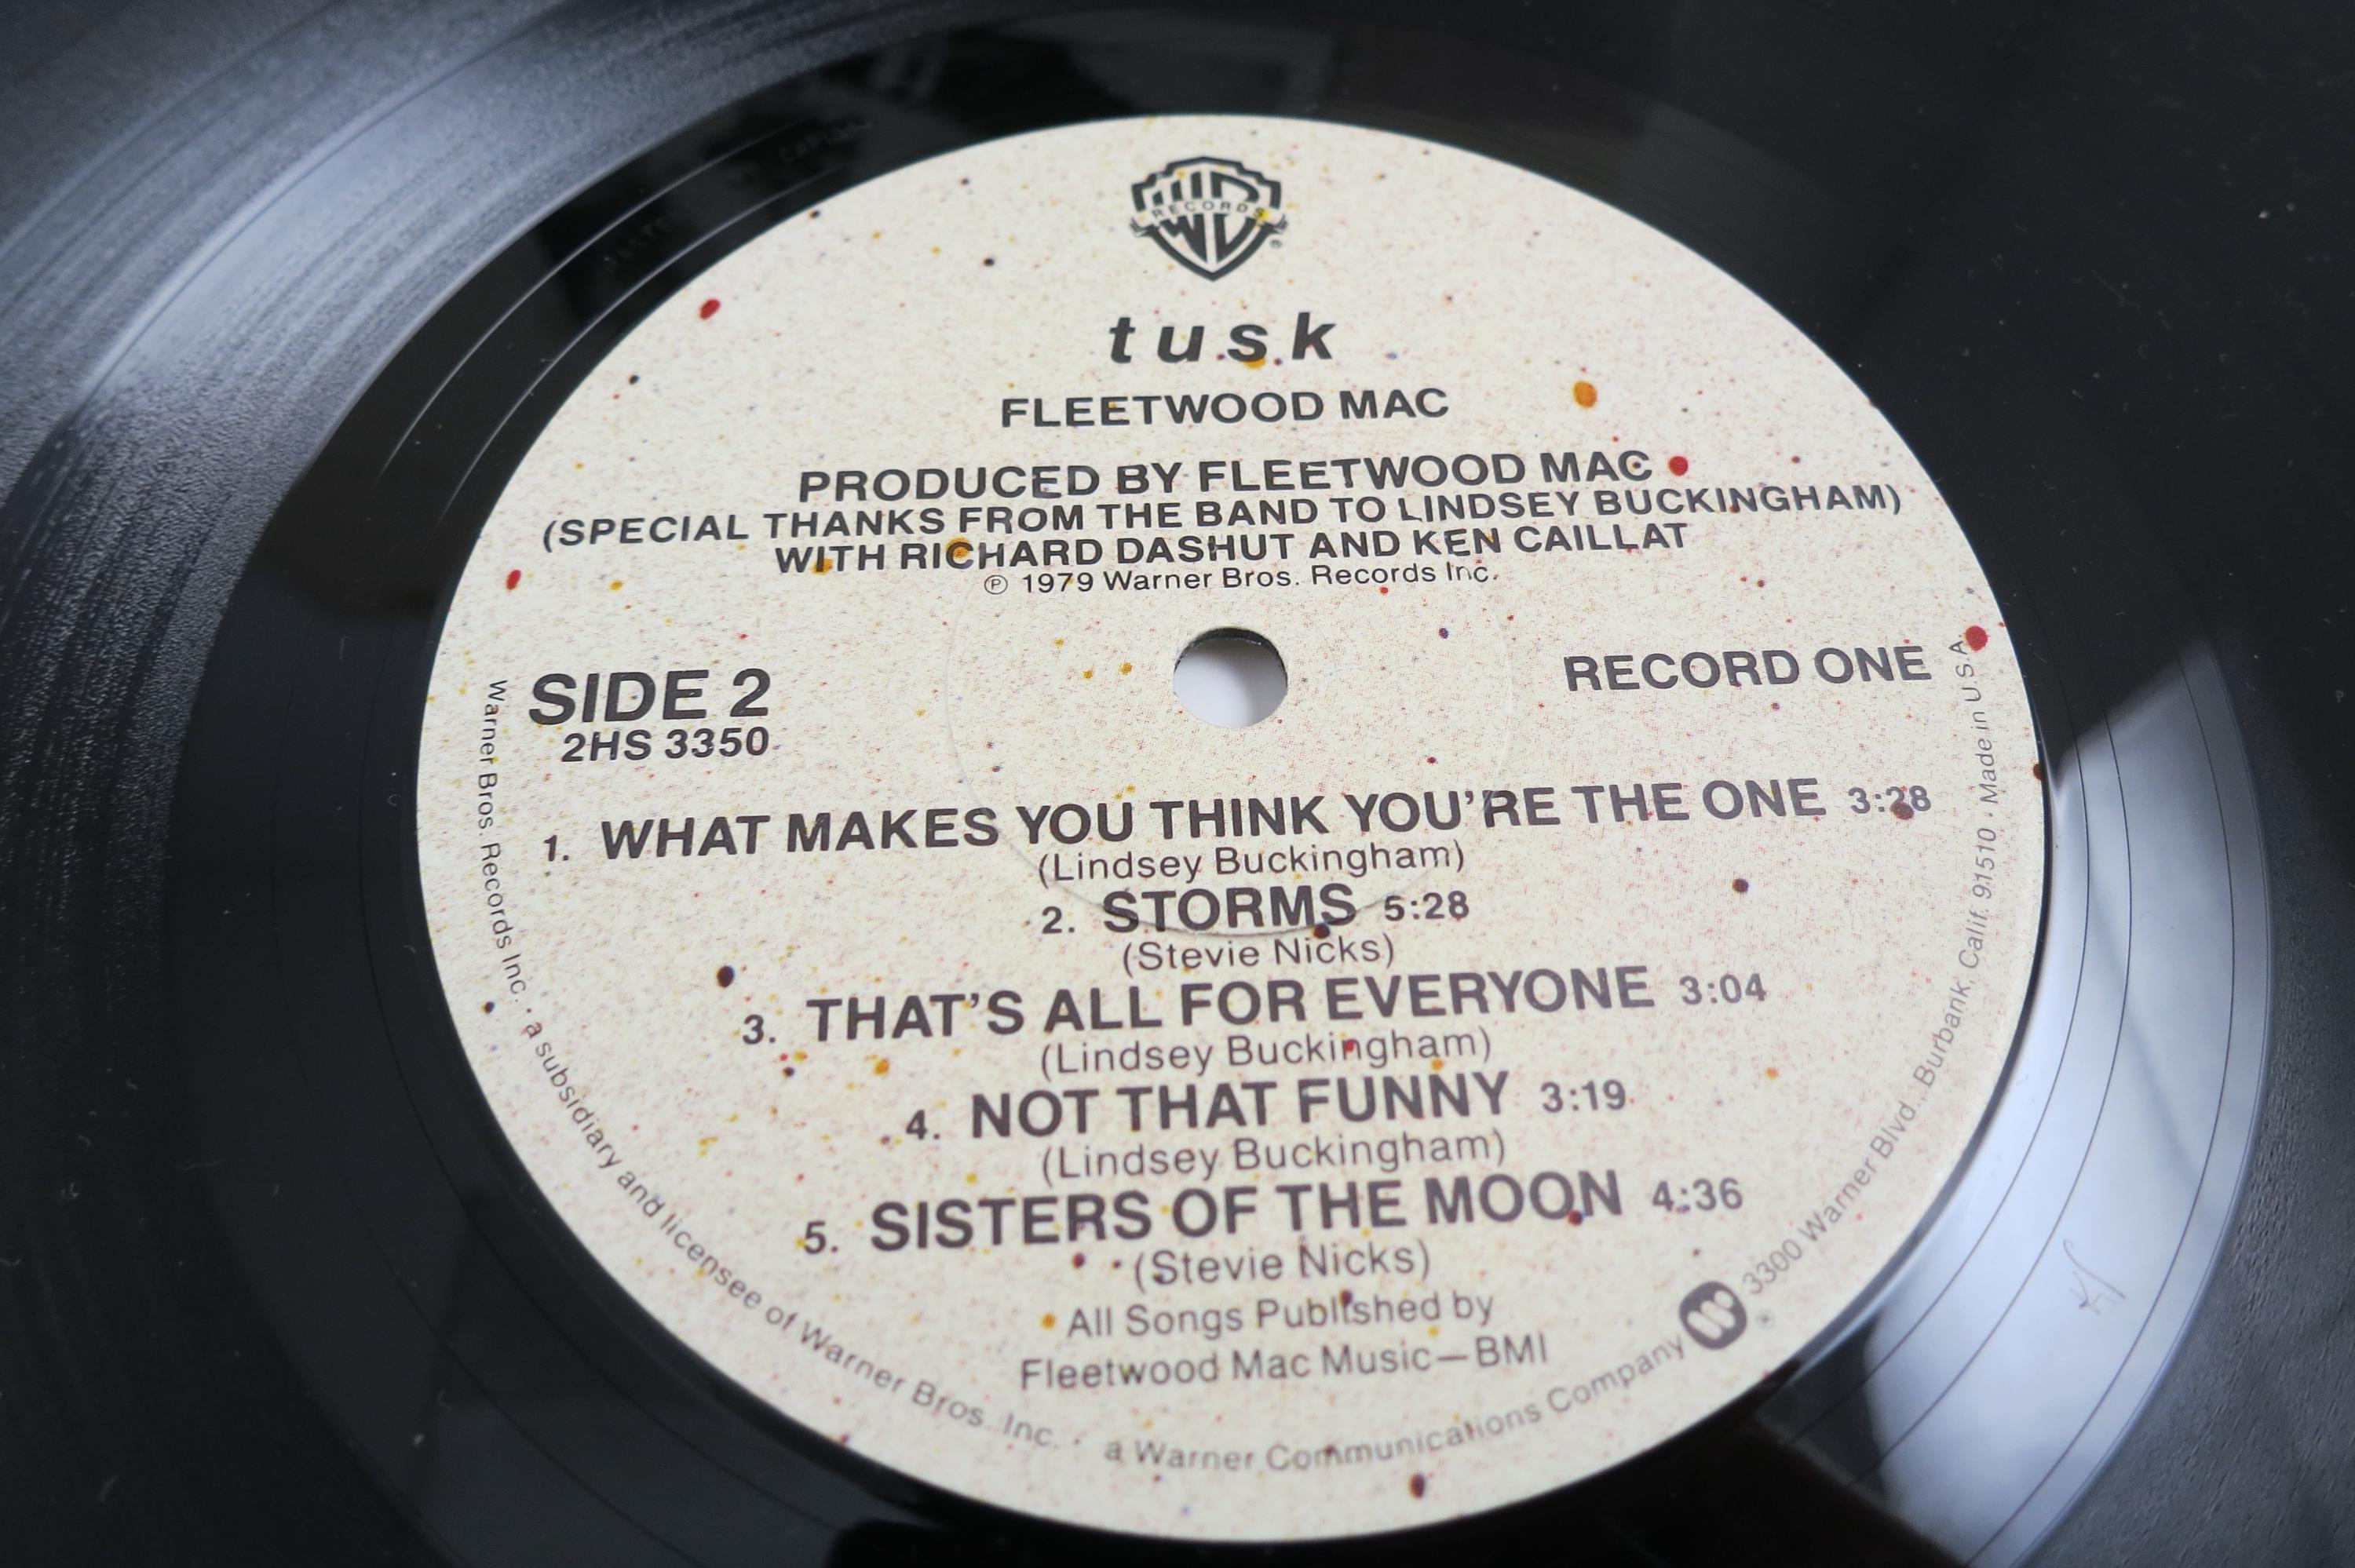 RECORDS
tusk
FLEETWOOD MAC
PRODUCED BY FLEETWOOD MAC
(SPECIAL THANKS FROM THE BAND TO LINDSEY BUCKINGHAM)
WITH RICHARD DASHUT AND KEN CAILLAT
℗ 1979 Warner Bros. Records Inc.
SIDE 2
2HS 3350
RECORD ONE
1. WHAT MAKES YOU THINK YOU'RE THE ONE 3:28
(Lindsey Buckingham)
2. STORMS 5:28
(Stevie Nicks)
3. THAT'S ALL FOR EVERYONE 3:04
(Lindsey Buckingham)
4. NOT THAT FUNNY 3:19
(Lindsey Buckingham)
5. SISTERS OF THE MOON 4:36
(Stevie Nicks)
All Songs Published by
Fleetwood Mac Music—BMI
Warner Bros. Records Inc. · a subsidiary and licensee of Warner Bros. Inc. · a Warner Communications Company ® 3300 Warner Blvd., Burbank, Calif. 91510 · Made in U.S.A.